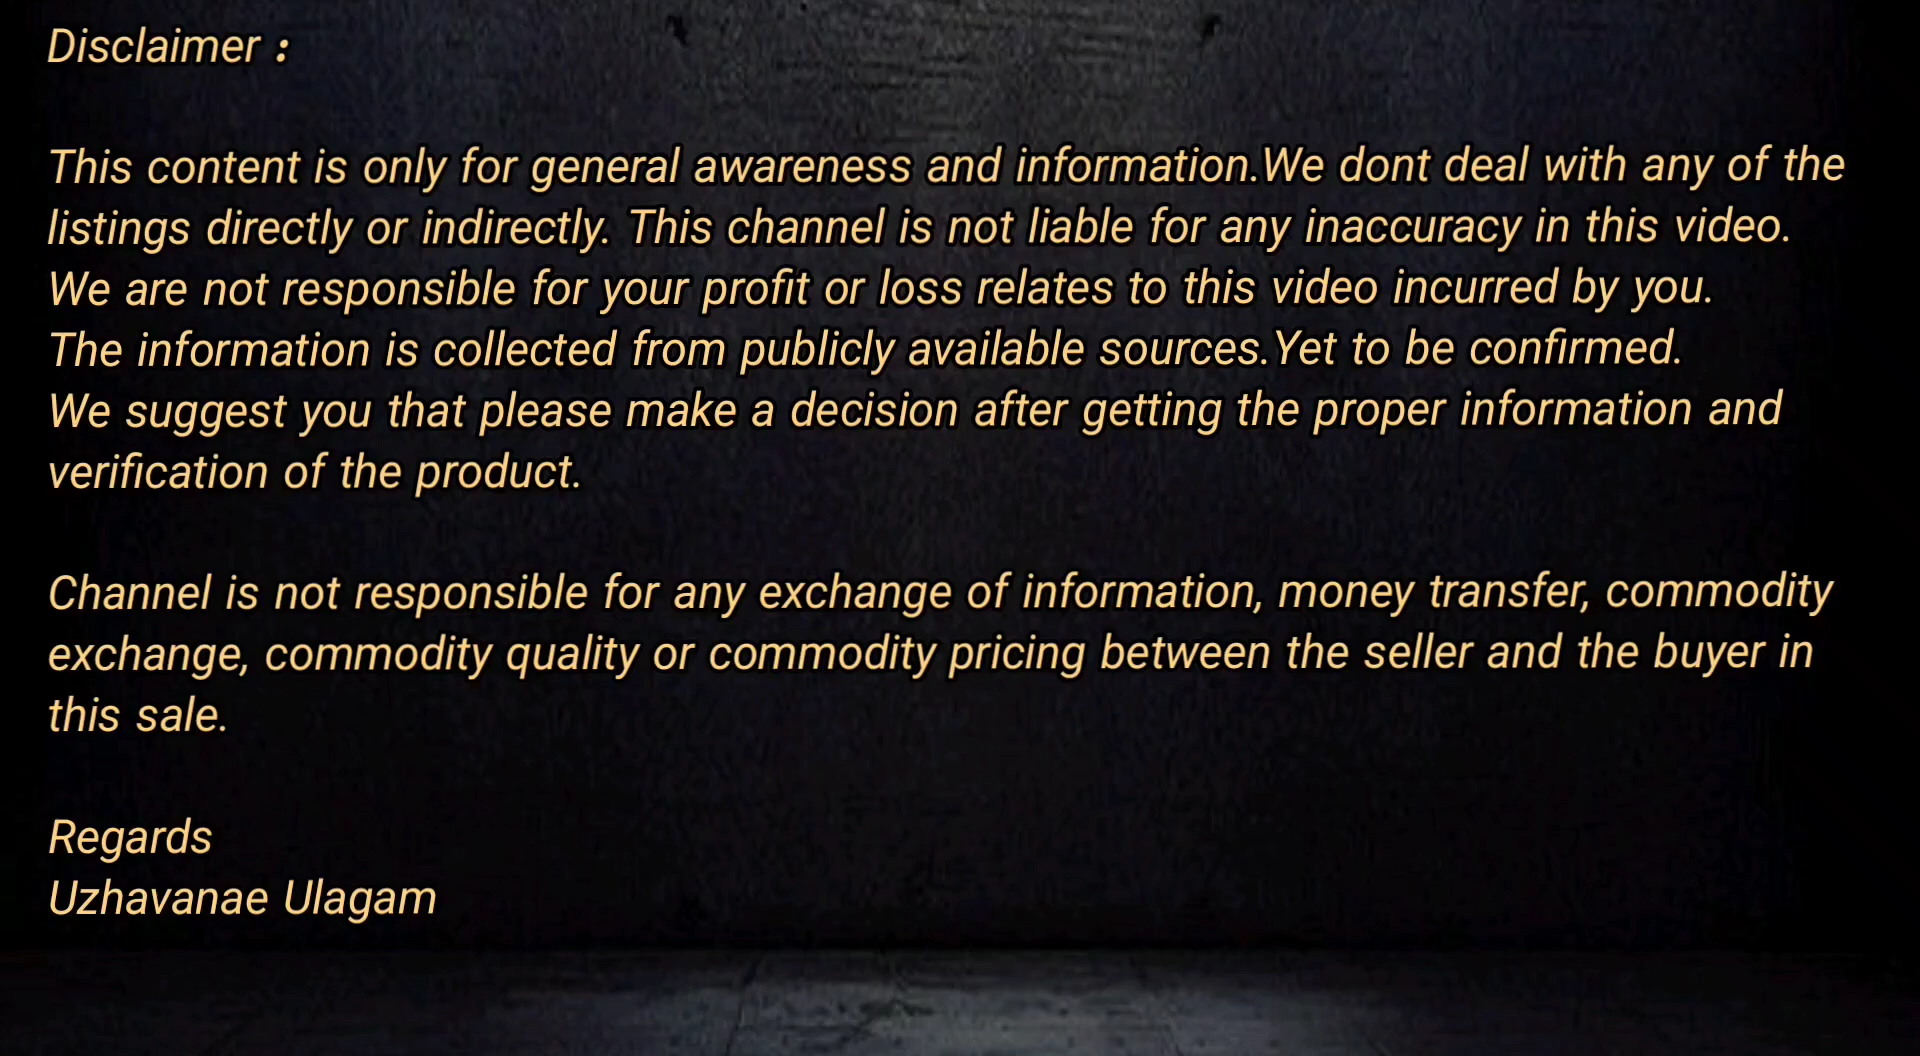 Disclaimer :
This content is only for general awareness and information.We dont deal with any of the
listings directly or indirectly. This channel is not liable for any inaccuracy in this video.
We are not responsible for your profit or loss relates to this video incurred by you.
The information is collected from publicly available sources.Yet to be confirmed.
We suggest you that please make a decision after getting the proper information and
verification of the product.
Channel is not responsible for any exchange of information, money transfer, commodity
exchange, commodity quality or commodity pricing between the seller and the buyer in
this sale.
Regards
Uzhavanae Ulagam